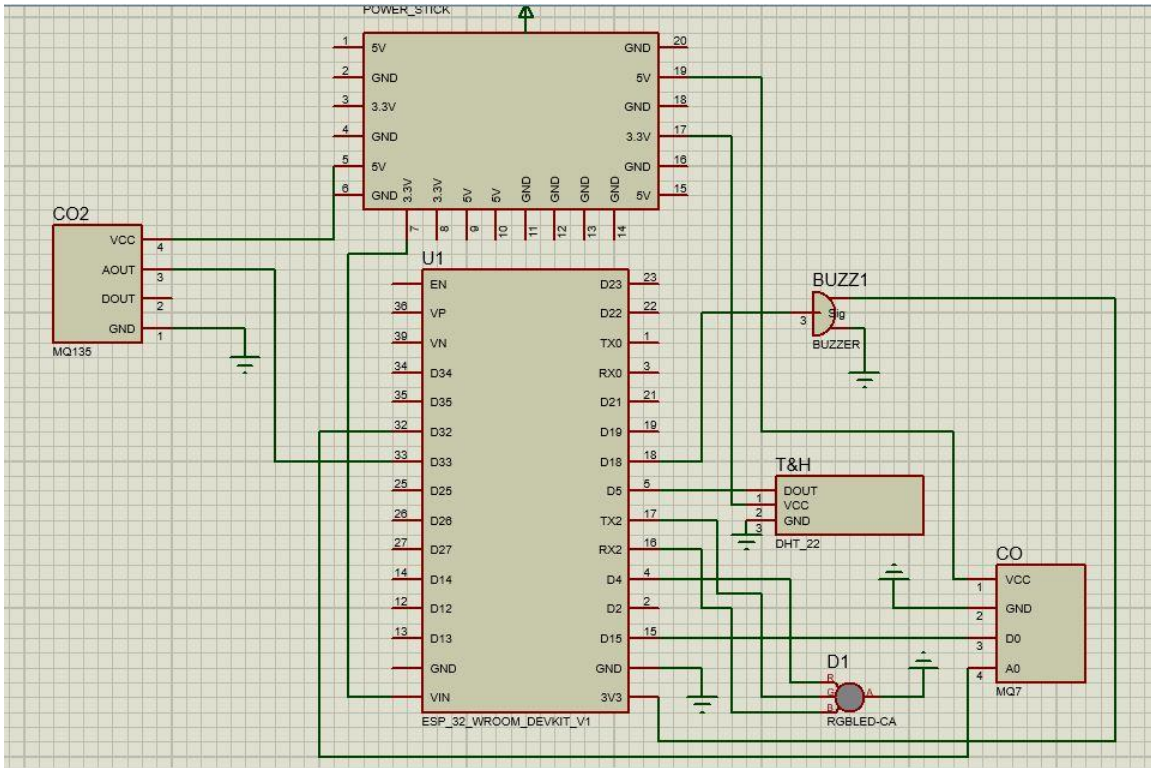 POWER_STICK
1 5V GND 20
2 GND 5V 19
3 3.3V GND 18
4 GND 3.3V 17
5 5V GND 16
6 GND 5V 15
3.3V 3.3V 5V 5V GND GND GND GND
7 8 9 10 11 12 13 14
CO2
VCC 4
AOUT 3
DOUT 2
GND 1
MQ135
U1
EN D23 23
36 VP D22 22
39 VN TX0 1
34 D34 RX0 3
35 D35 D21 21
32 D32 D19 19
33 D33 D18 18
25 D25 D5 5
26 D26 TX2 17
27 D27 RX2 16
14 D14 D4 4
12 D12 D2 2
13 D13 D15 15
GND GND
VIN 3V3
ESP_32_WROOM_DEVKIT_V1
BUZZ1
3 Sig
BUZZER
T&H
DOUT
1 VCC
2 GND
3
DHT_22
CO
VCC
1
GND
2
D0
3
A0
4
MQ7
D1
R
G A
B
RGBLED-CA